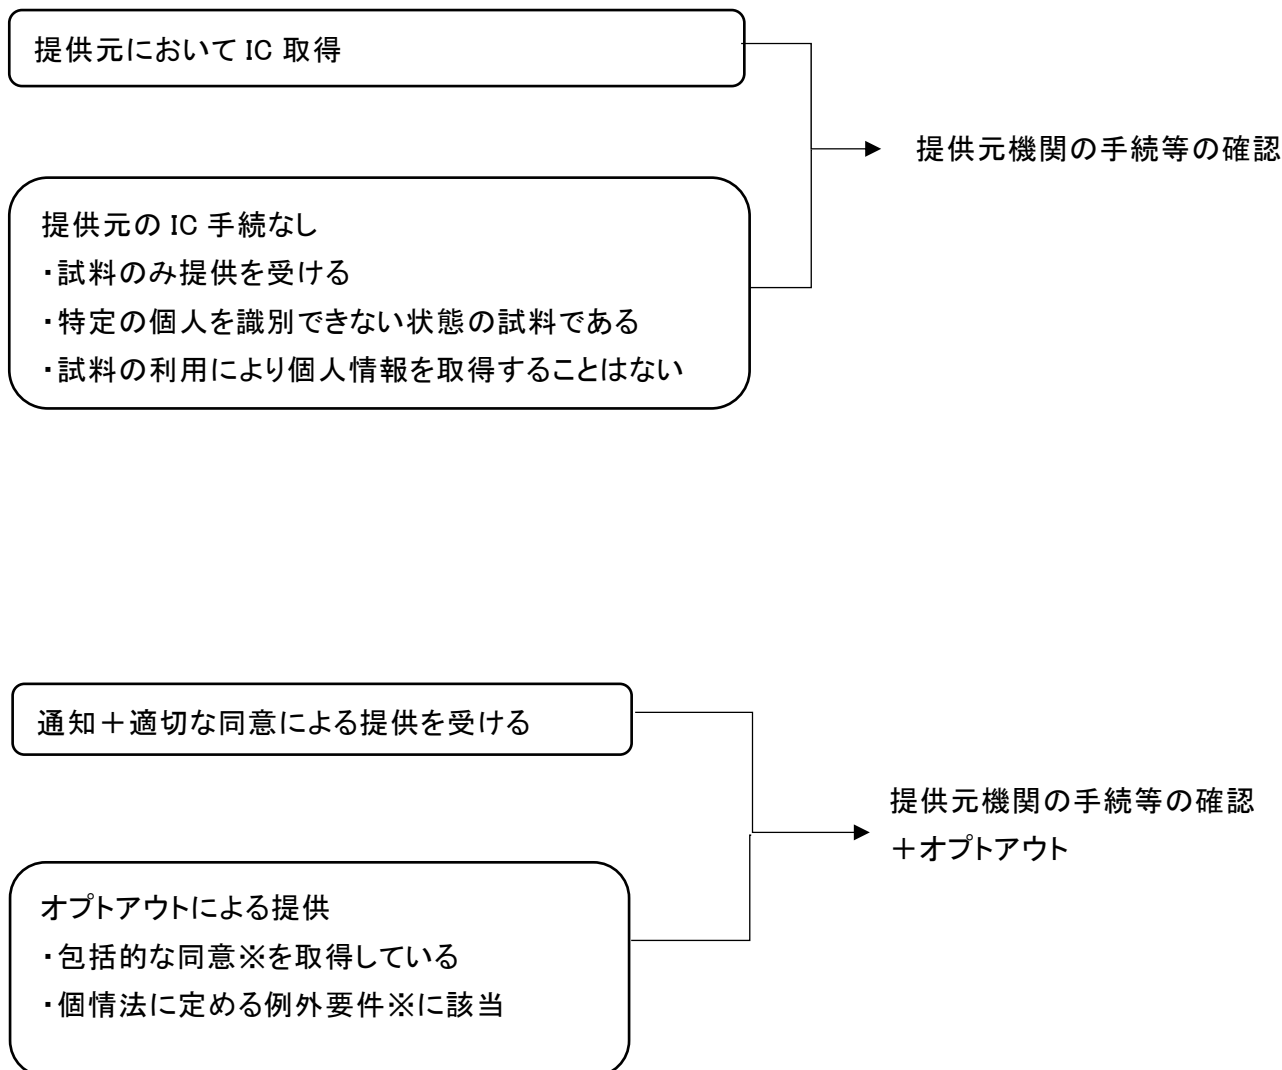 提供元において IC 取得
提供元機関の手続等の確認
提供元の IC 手続なし
・試料のみ提供を受ける
・特定の個人を識別できない状態の試料である
・試料の利用により個人情報を取得することはない
通知＋適切な同意による提供を受ける
提供元機関の手続等の確認
＋オプトアウト
オプトアウトによる提供
・包括的な同意※を取得している
・個情法に定める例外要件※に該当